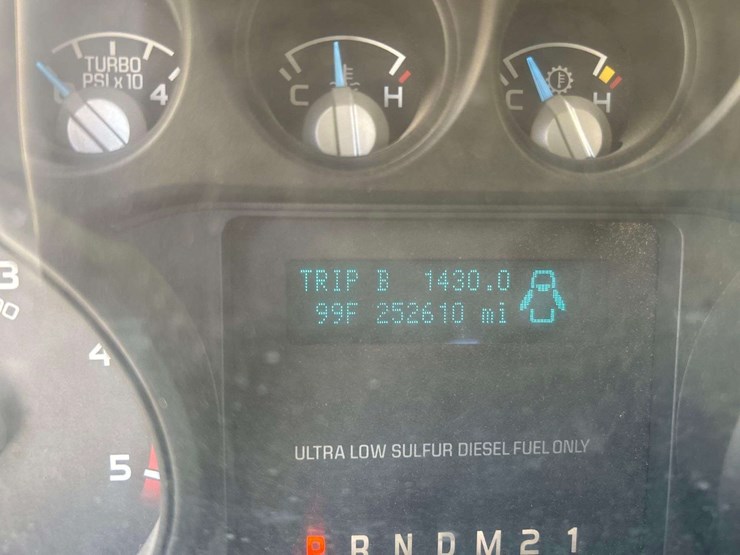 TURBO
PSI x 10
4
C H
C H
TRIP B 1430.0
99F 252610 mi
3
4
5
ULTRA LOW SULFUR DIESEL FUEL ONLY
P R N D M 2 1